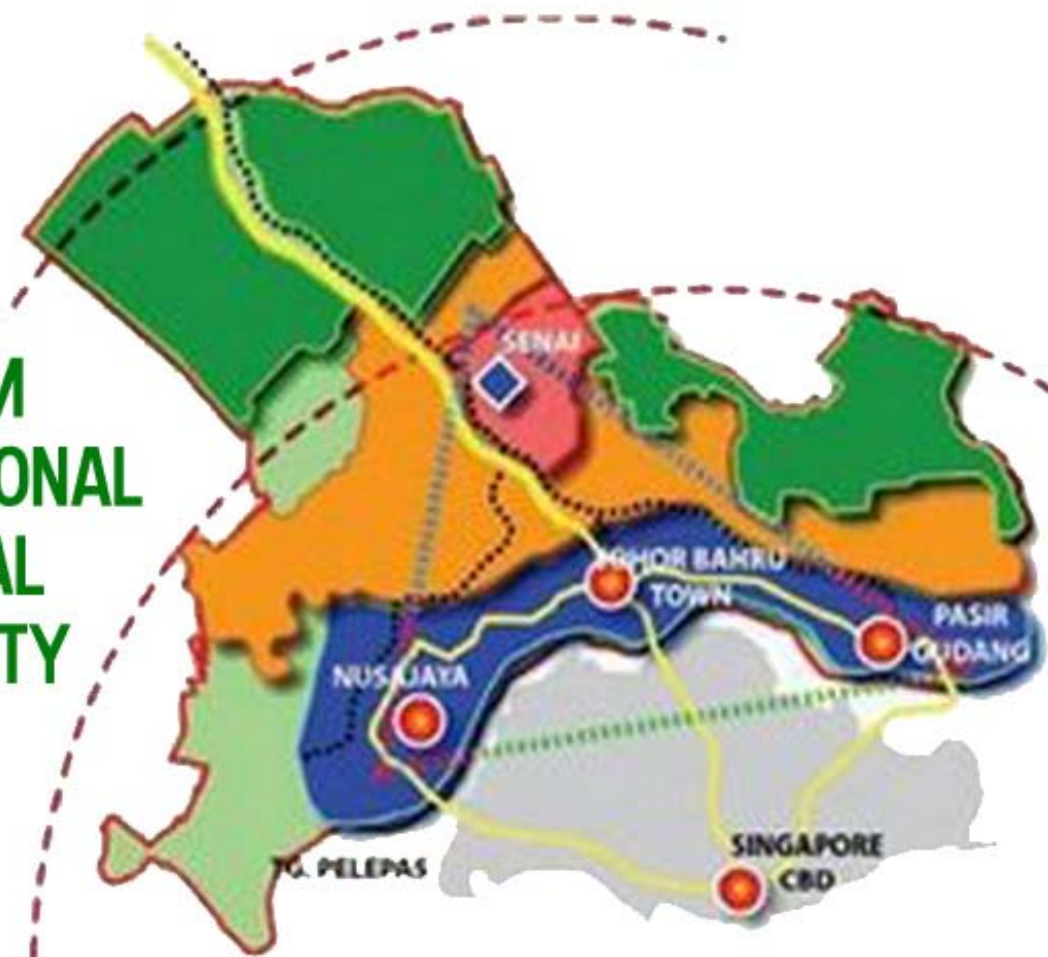 M
ONAL
AL
TY
SENAI
JOHOR BAHRU
TOWN
PASIR
GUDANG
NUSAJAYA
TG. PELEPAS
SINGAPORE
CBD